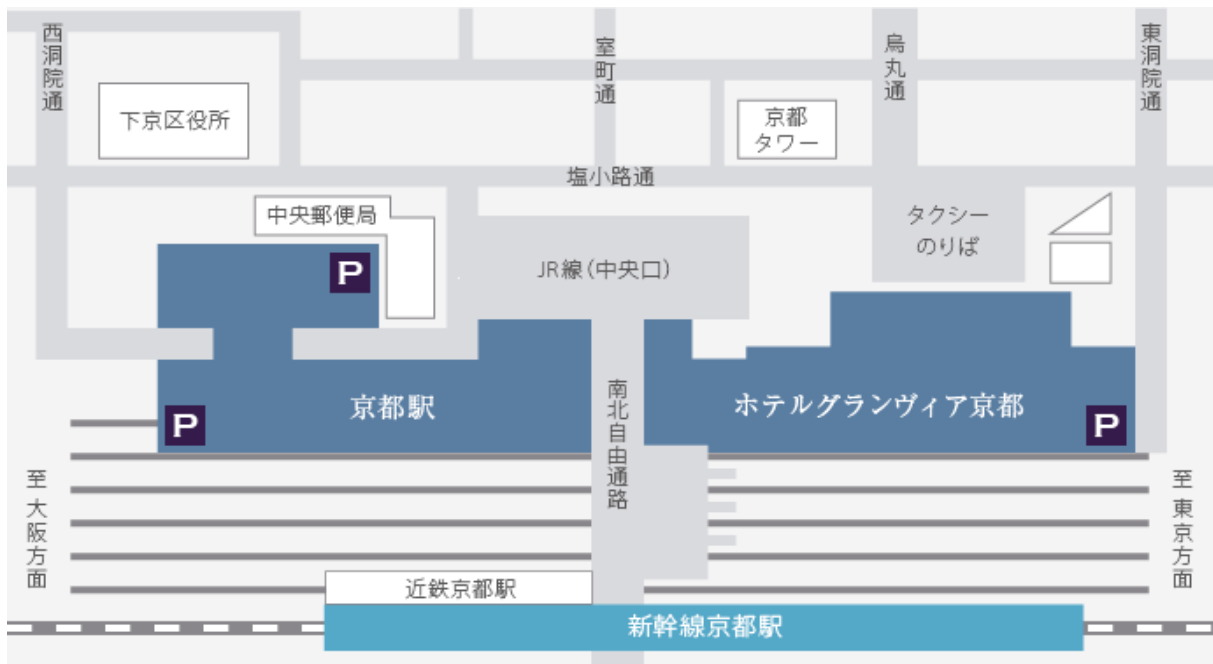 西洞院通
室町通
烏丸通
東洞院通
下京区役所
京都
タワー
塩小路通
中央郵便局
タクシー
のりば
JR線(中央口)
P
京都駅
P
南北自由通路
ホテルグランヴィア京都
P
至 大阪方面
至 東京方面
近鉄京都駅
新幹線京都駅